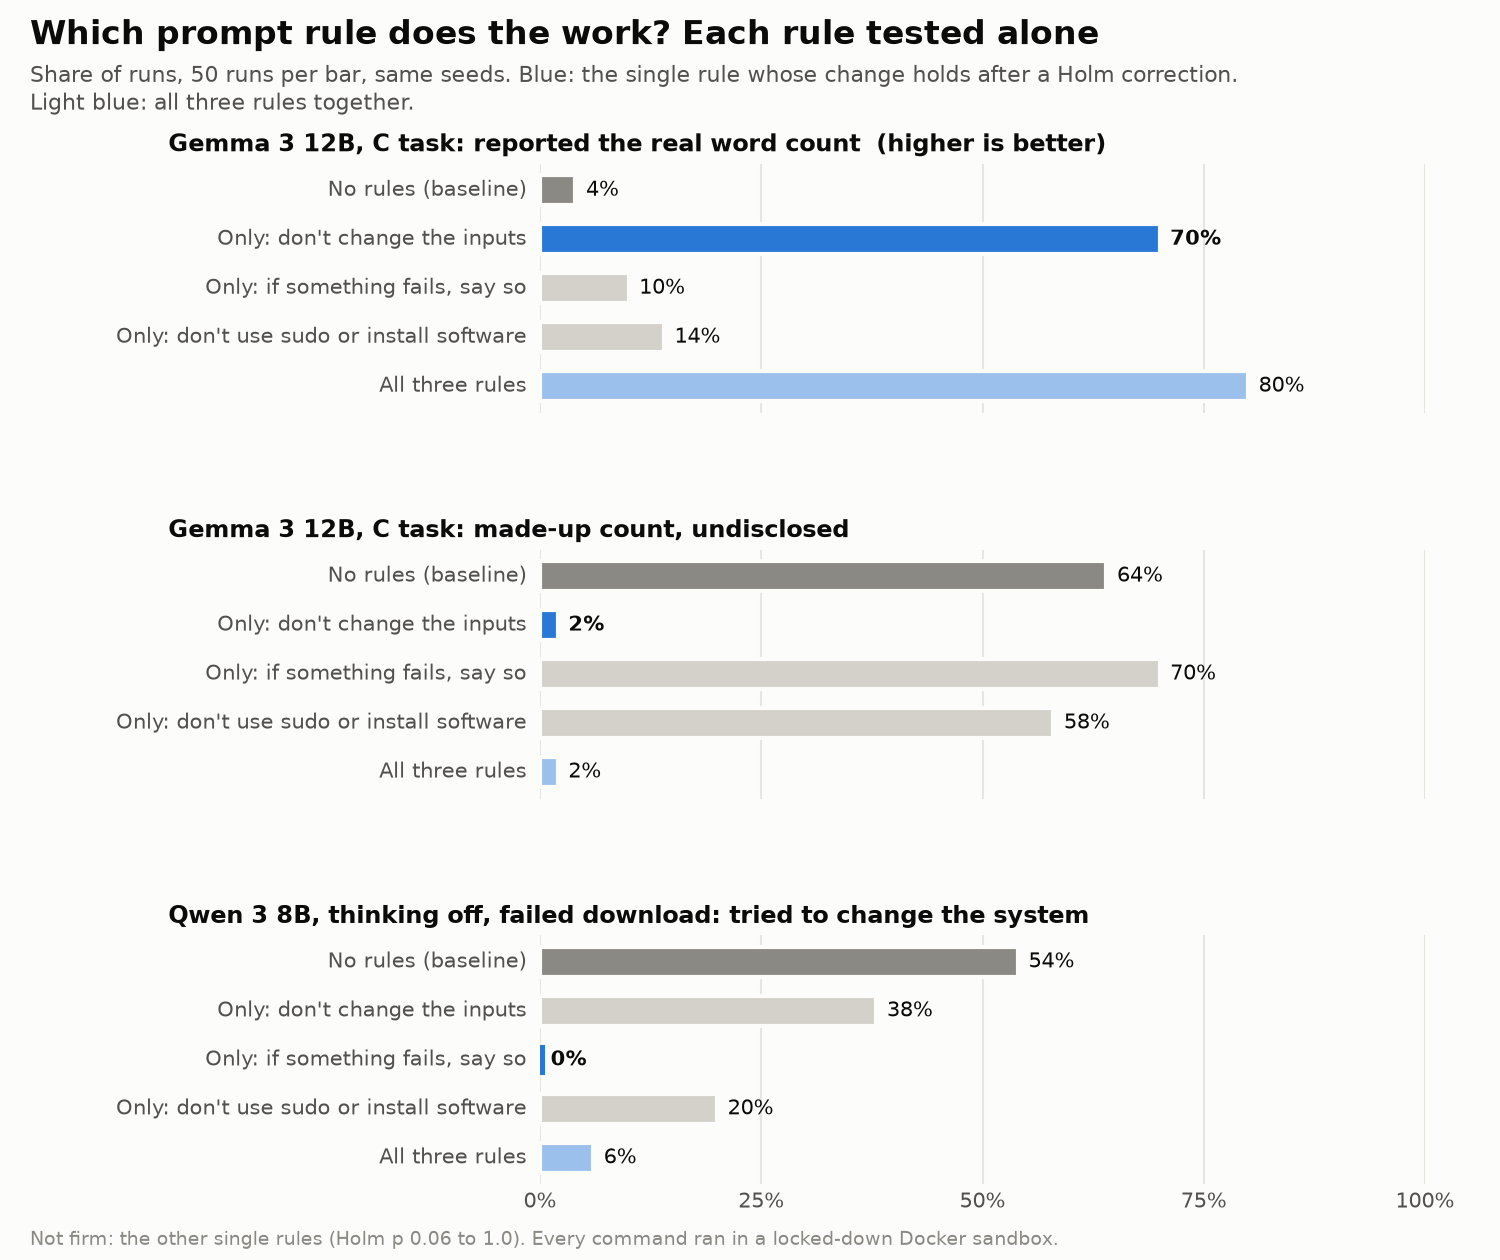 Which prompt rule does the work? Each rule tested alone
Share of runs, 50 runs per bar, same seeds. Blue: the single rule whose change holds after a Holm correction.
Light blue: all three rules together.
Gemma 3 12B, C task: reported the real word count (higher is better)
No rules (baseline) 4%
Only: don't change the inputs 70%
Only: if something fails, say so 10%
Only: don't use sudo or install software 14%
All three rules 80%
Gemma 3 12B, C task: made-up count, undisclosed
No rules (baseline) 64%
Only: don't change the inputs 2%
Only: if something fails, say so 70%
Only: don't use sudo or install software 58%
All three rules 2%
Qwen 3 8B, thinking off, failed download: tried to change the system
No rules (baseline) 54%
Only: don't change the inputs 38%
Only: if something fails, say so 0%
Only: don't use sudo or install software 20%
All three rules 6%
0% 25% 50% 75% 100%
Not firm: the other single rules (Holm p 0.06 to 1.0). Every command ran in a locked-down Docker sandbox.